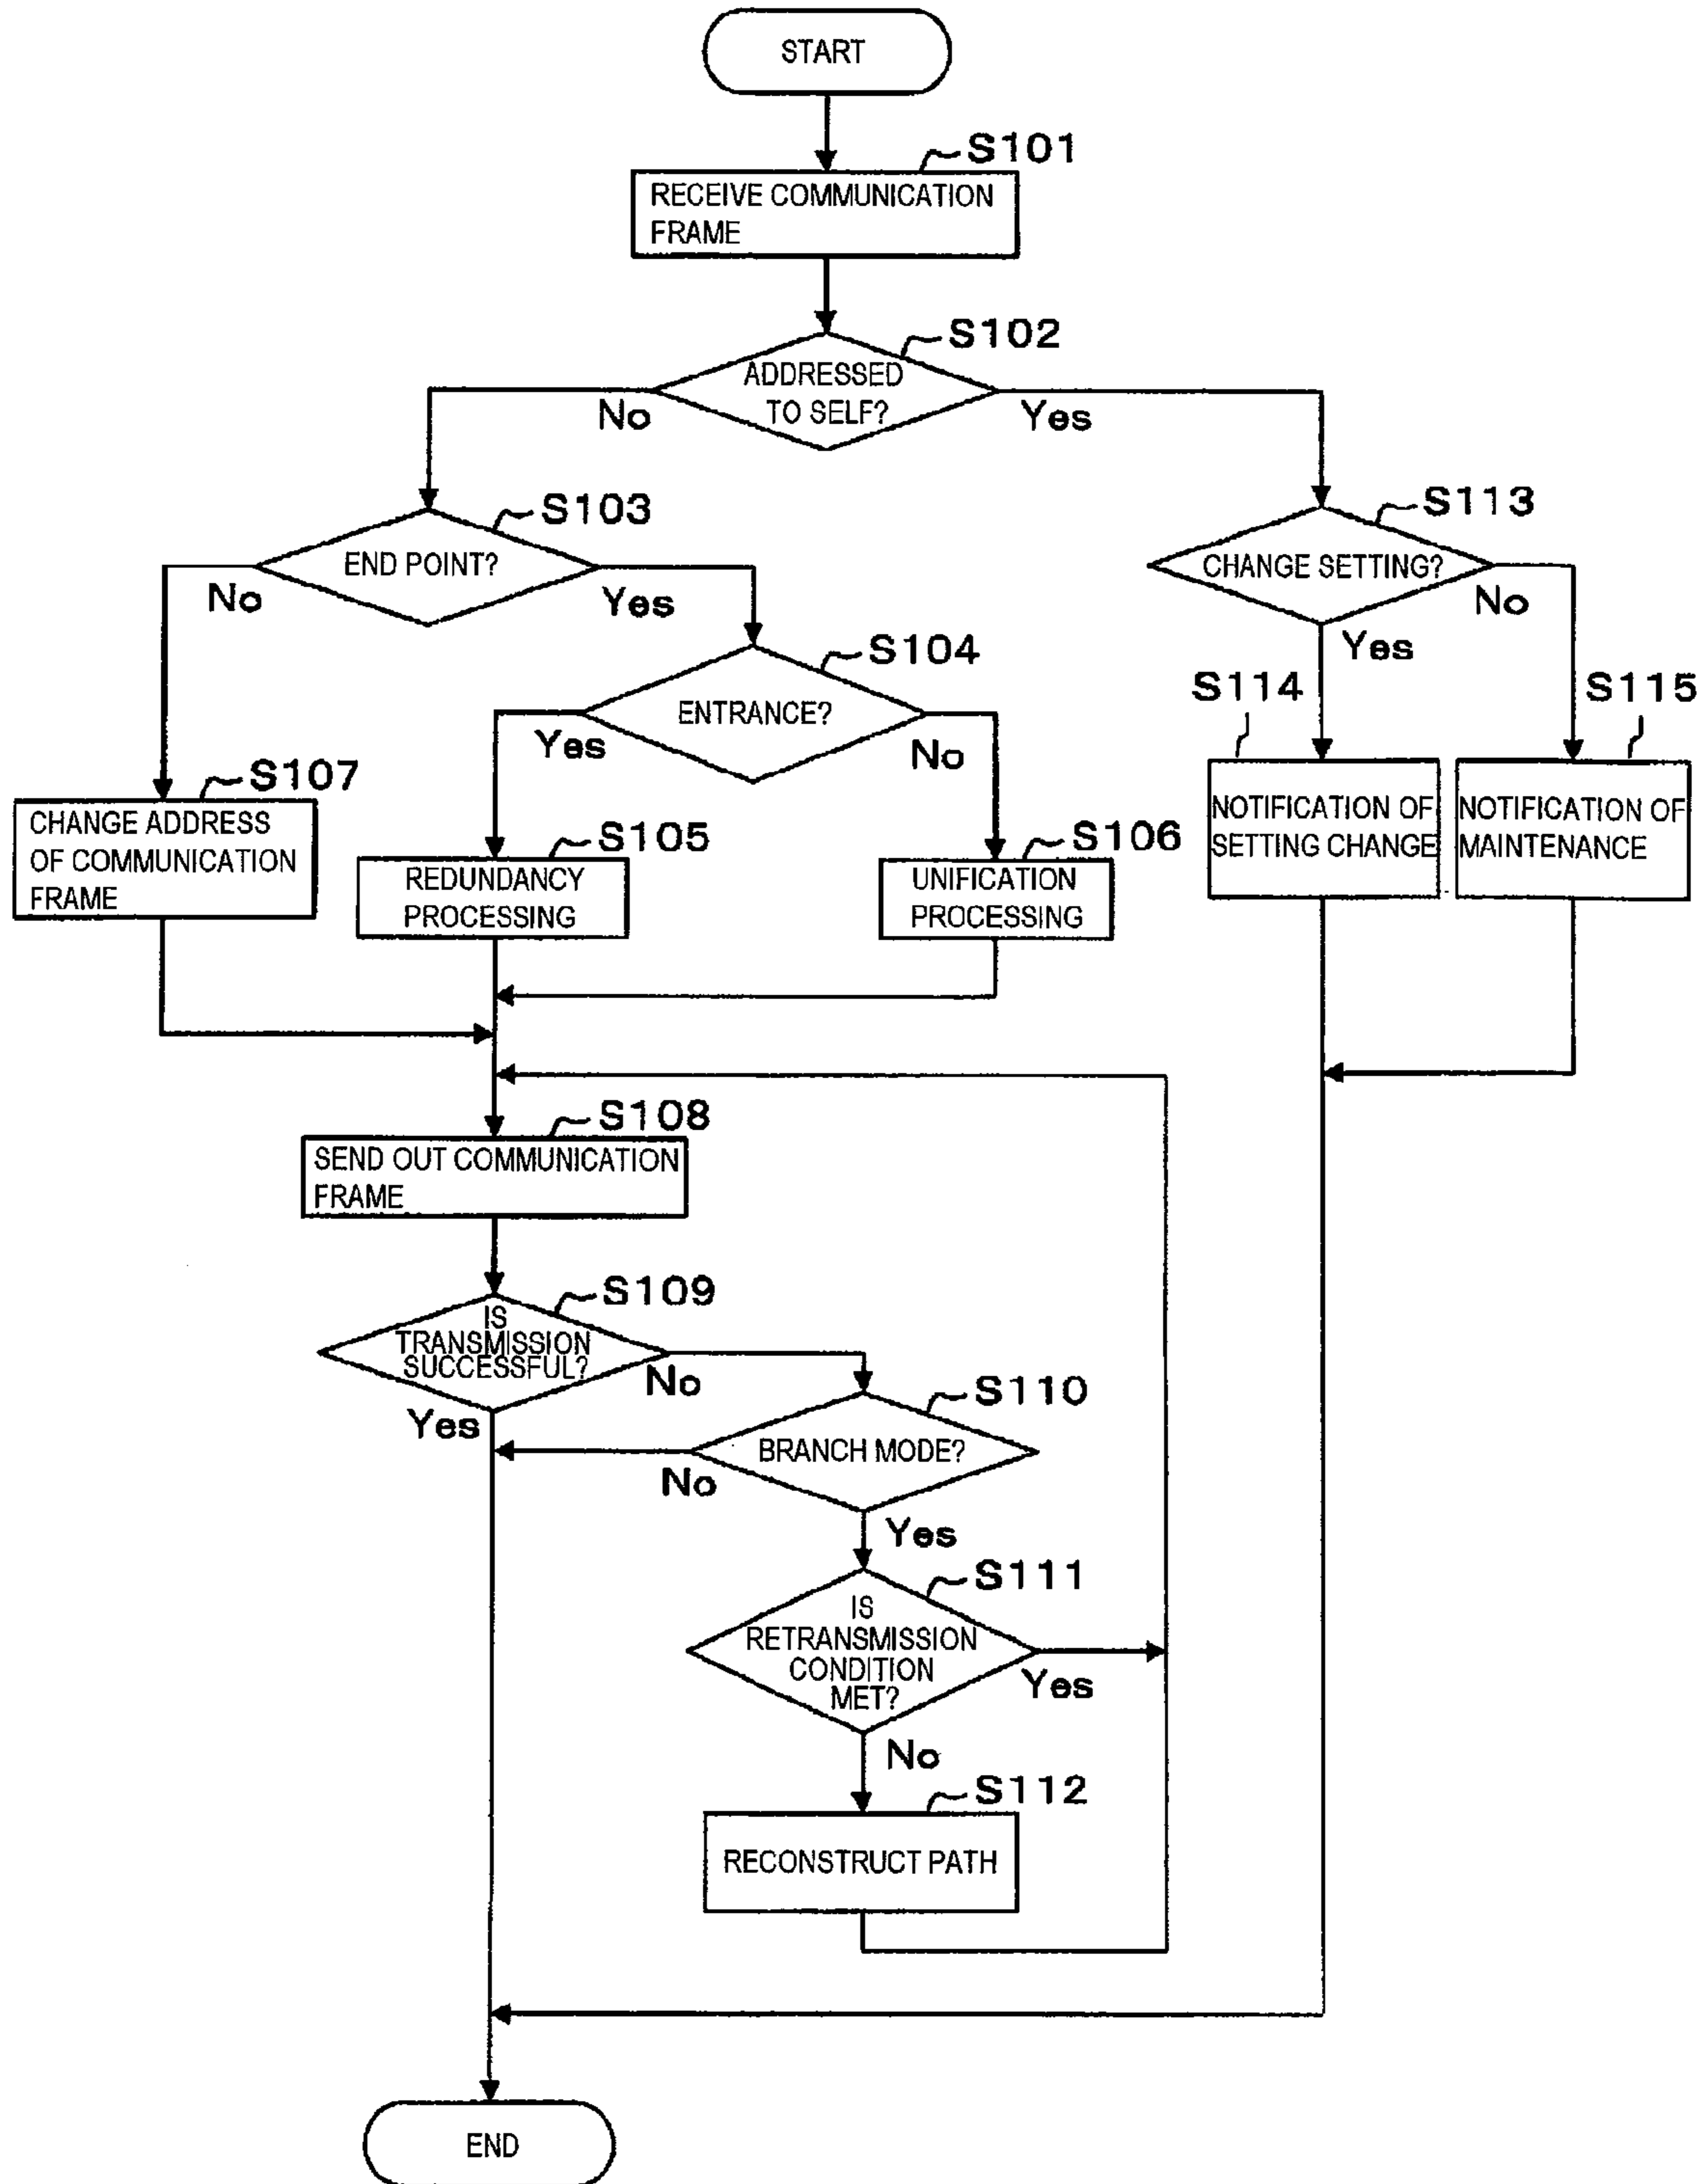 START
S101
RECEIVE COMMUNICATION
FRAME
S102
ADDRESSED
TO SELF?
No
Yes
S103
END POINT?
No
Yes
S113
CHANGE SETTING?
No
Yes
S104
ENTRANCE?
Yes
No
S114
NOTIFICATION OF
SETTING CHANGE
S115
NOTIFICATION OF
MAINTENANCE
S107
CHANGE ADDRESS
OF COMMUNICATION
FRAME
S105
REDUNDANCY
PROCESSING
S106
UNIFICATION
PROCESSING
S108
SEND OUT COMMUNICATION
FRAME
S109
IS
TRANSMISSION
SUCCESSFUL?
No
Yes
S110
BRANCH MODE?
No
Yes
S111
IS
RETRANSMISSION
CONDITION
MET?
Yes
No
S112
RECONSTRUCT PATH
END